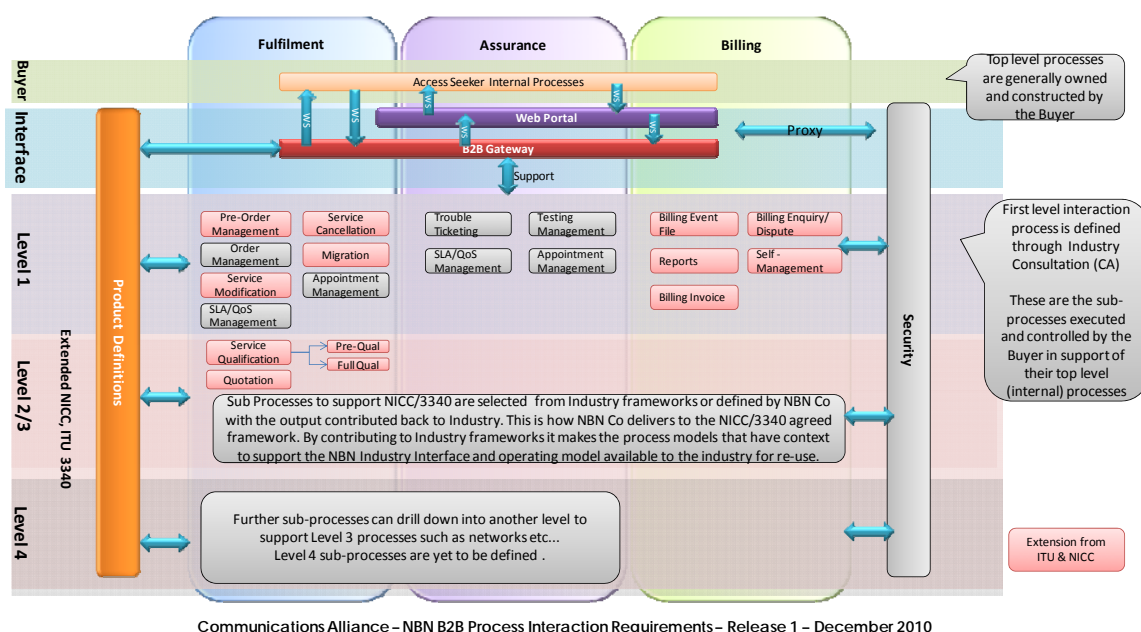 Fulfilment
Assurance
Billing
Buyer
Access Seeker Internal Processes
Top level processes
are generally owned
and constructed by
the Buyer
Interface
WS
WS
WS
WS
WS
WS
Web Portal
B2B Gateway
Proxy
Support
Level 1
Pre-Order
Management
Service
Cancellation
Order
Management
Migration
Service
Modification
Appointment
Management
SLA/QoS
Management
Trouble
Ticketing
Testing
Management
SLA/QoS
Management
Appointment
Management
Billing Event
File
Billing Enquiry/
Dispute
Reports
Self -
Management
Billing Invoice
First level interaction
process is defined
through Industry
Consultation (CA)
These are the sub-
processes executed
and controlled by the
Buyer in support of
their top level
(internal) processes
Product Definitions
Extended NICC, ITU 3340
Security
Level 2/3
Service
Qualification
Pre-Qual
Full Qual
Quotation
Sub Processes to support NICC/3340 are selected from Industry frameworks or defined by NBN Co
with the output contributed back to Industry. This is how NBN Co delivers to the NICC/3340 agreed
framework. By contributing to Industry frameworks it makes the process models that have context
to support the NBN Industry Interface and operating model available to the industry for re-use.
Level 4
Further sub-processes can drill down into another level to
support Level 3 processes such as networks etc...
Level 4 sub-processes are yet to be defined .
Extension from
ITU & NICC
Communications Alliance – NBN B2B Process Interaction Requirements – Release 1 – December 2010